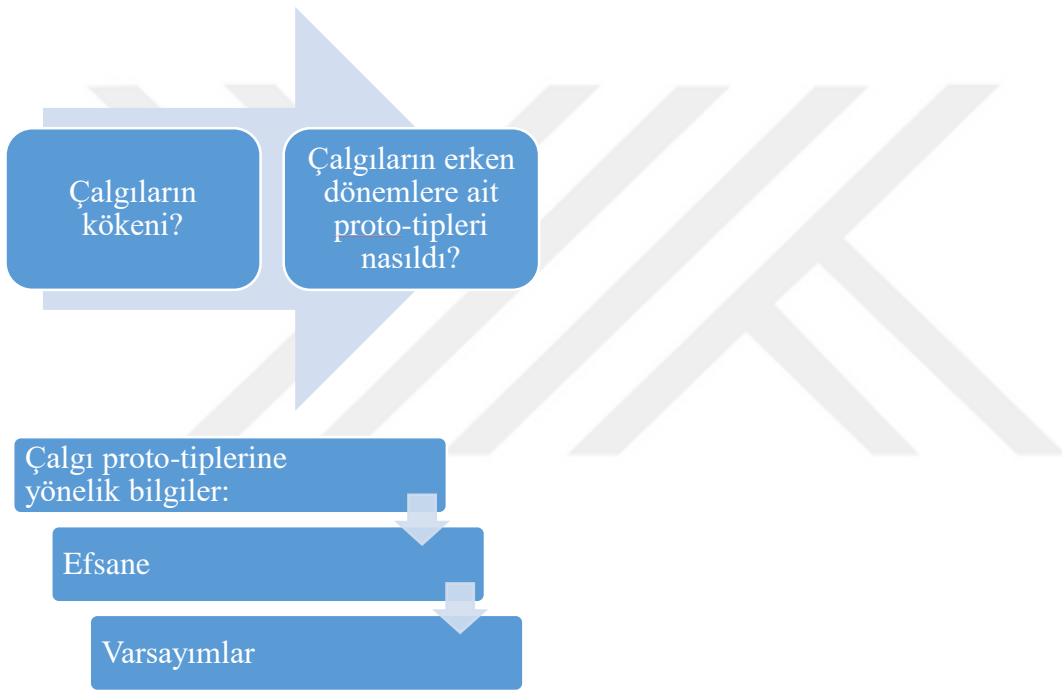 Çalgıların
kökeni?
Çalgıların erken
dönemlere ait
proto-tipleri
nasıldı?
Çalgı proto-tiplerine
yönelik bilgiler:
Efsane
Varsayımlar